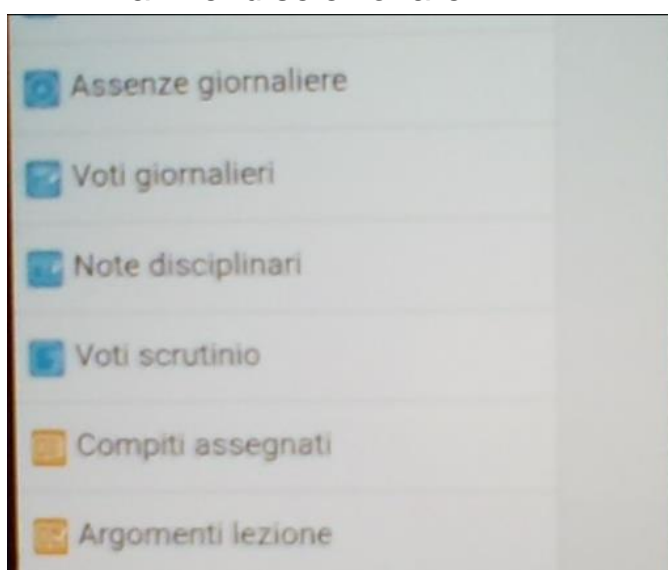 Assenze giornaliere
Voti giornalieri
Note disciplinari
Voti scrutinio
Compiti assegnati
Argomenti lezione